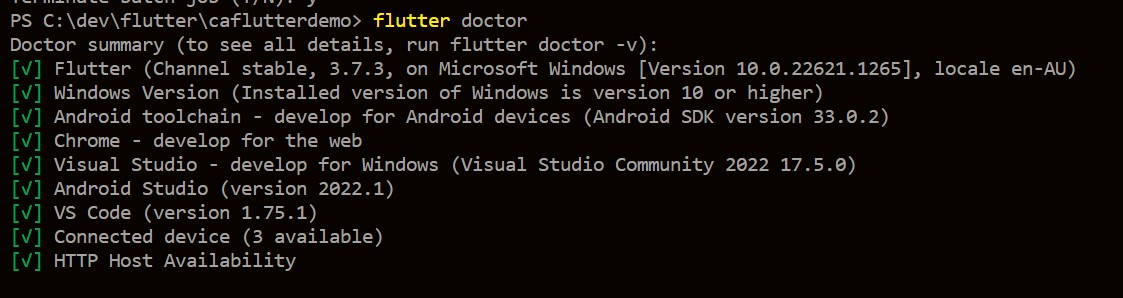 Terminate batch job (Y/N)? y
PS C:\dev\flutter\caflutterdemo> flutter doctor
Doctor summary (to see all details, run flutter doctor -v):
[√] Flutter (Channel stable, 3.7.3, on Microsoft Windows [Version 10.0.22621.1265], locale en-AU)
[√] Windows Version (Installed version of Windows is version 10 or higher)
[√] Android toolchain - develop for Android devices (Android SDK version 33.0.2)
[√] Chrome - develop for the web
[√] Visual Studio - develop for Windows (Visual Studio Community 2022 17.5.0)
[√] Android Studio (version 2022.1)
[√] VS Code (version 1.75.1)
[√] Connected device (3 available)
[√] HTTP Host Availability